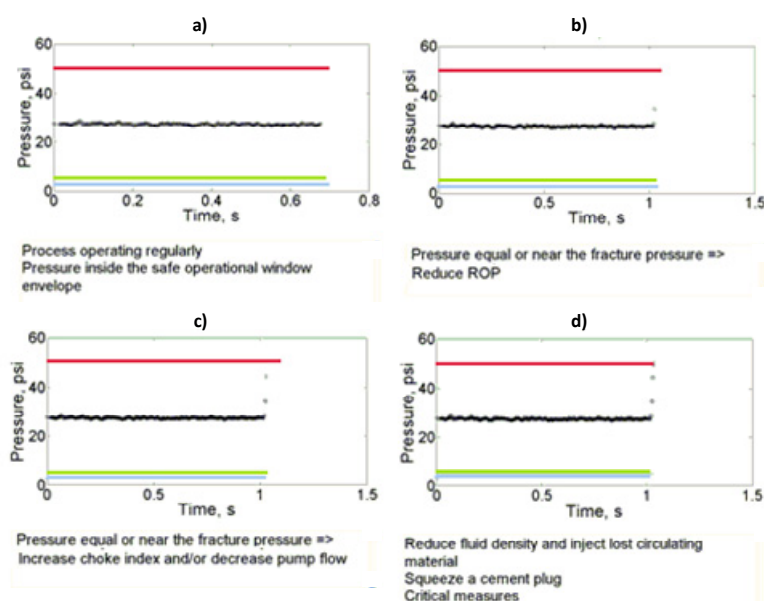 a)
60
40
20
0
Pressure, psi
0 0.2 0.4 0.6 0.8
Time, s
Process operating regularly
Pressure inside the safe operational window
envelope
b)
60
40
20
0
Pressure, psi
0 0.5 1 1.5
Time, s
Pressure equal or near the fracture pressure =>
Reduce ROP
c)
60
40
20
0
Pressure, psi
0 0.5 1 1.5
Time, s
Pressure equal or near the fracture pressure =>
Increase choke index and/or decrease pump flow
d)
60
40
20
0
Pressure, psi
0 0.5 1 1.5
Time, s
Reduce fluid density and inject lost circulating
material
Squeeze a cement plug
Critical measures